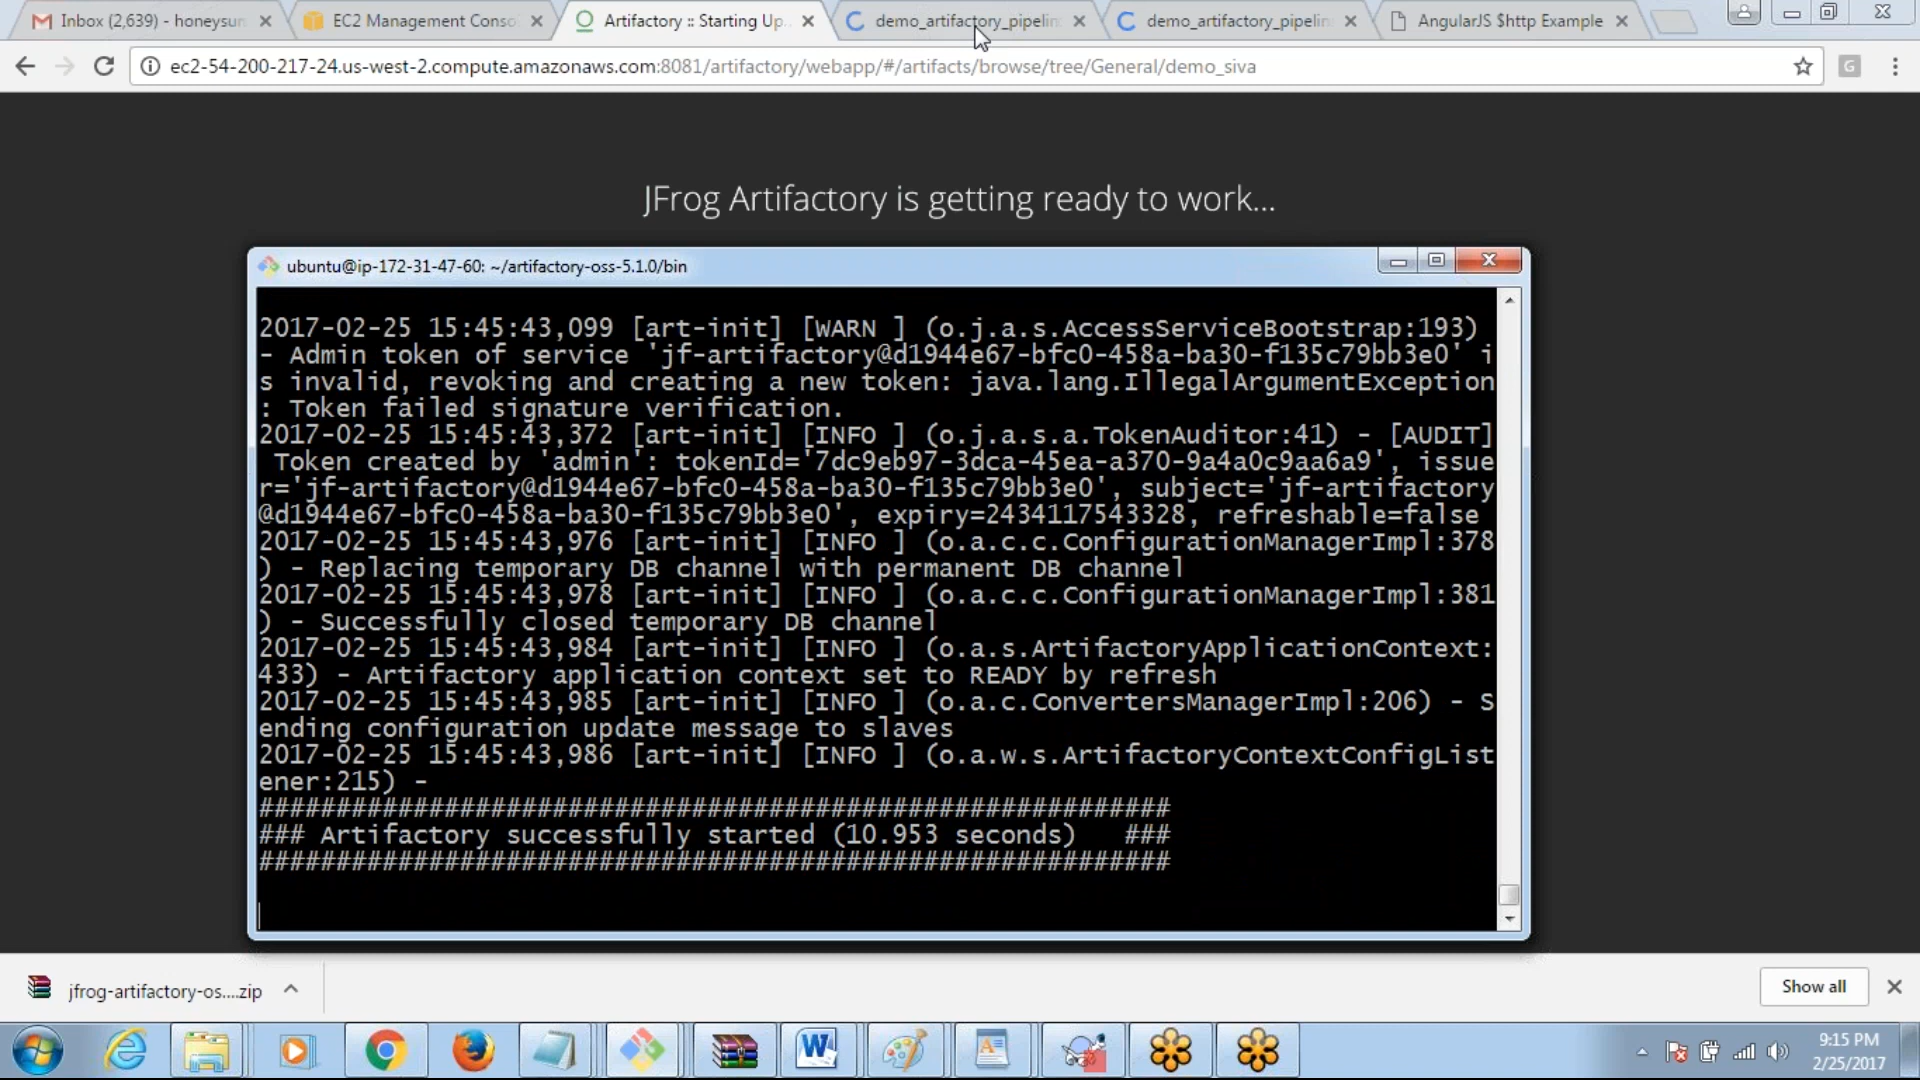 Inbox (2,639) - honeysun
EC2 Management Conso
Artifactory :: Starting Up..
demo_artifactory_pipelin
demo_artifactory_pipelin
AngularJS $http Example
ec2-54-200-217-24.us-west-2.compute.amazonaws.com:8081/artifactory/webapp/#/artifacts/browse/tree/General/demo_siva
JFrog Artifactory is getting ready to work...
ubuntu@ip-172-31-47-60: ~/artifactory-oss-5.1.0/bin
2017-02-25 15:45:43,099 [art-init] [WARN ] (o.j.a.s.AccessServiceBootstrap:193)
- Admin token of service 'jf-artifactory@d1944e67-bfc0-458a-ba30-f135c79bb3e0' i
s invalid, revoking and creating a new token: java.lang.IllegalArgumentException
: Token failed signature verification.
2017-02-25 15:45:43,372 [art-init] [INFO ] (o.j.a.s.a.TokenAuditor:41) - [AUDIT]
Token created by 'admin': tokenId='7dc9eb97-3dca-45ea-a370-9a4a0c9aa6a9', issue
r='jf-artifactory@d1944e67-bfc0-458a-ba30-f135c79bb3e0', subject='jf-artifactory
@d1944e67-bfc0-458a-ba30-f135c79bb3e0', expiry=2434117543328, refreshable=false
2017-02-25 15:45:43,976 [art-init] [INFO ] (o.a.c.c.ConfigurationManagerImpl:378
) - Replacing temporary DB channel with permanent DB channel
2017-02-25 15:45:43,978 [art-init] [INFO ] (o.a.c.c.ConfigurationManagerImpl:381
) - Successfully closed temporary DB channel
2017-02-25 15:45:43,984 [art-init] [INFO ] (o.a.s.ArtifactoryApplicationContext:
433) - Artifactory application context set to READY by refresh
2017-02-25 15:45:43,985 [art-init] [INFO ] (o.a.c.ConvertersManagerImpl:206) - S
ending configuration update message to slaves
2017-02-25 15:45:43,986 [art-init] [INFO ] (o.a.w.s.ArtifactoryContextConfigList
ener:215) -
###########################################################
### Artifactory successfully started (10.953 seconds)   ###
###########################################################
jfrog-artifactory-os....zip
Show all
9:15 PM
2/25/2017